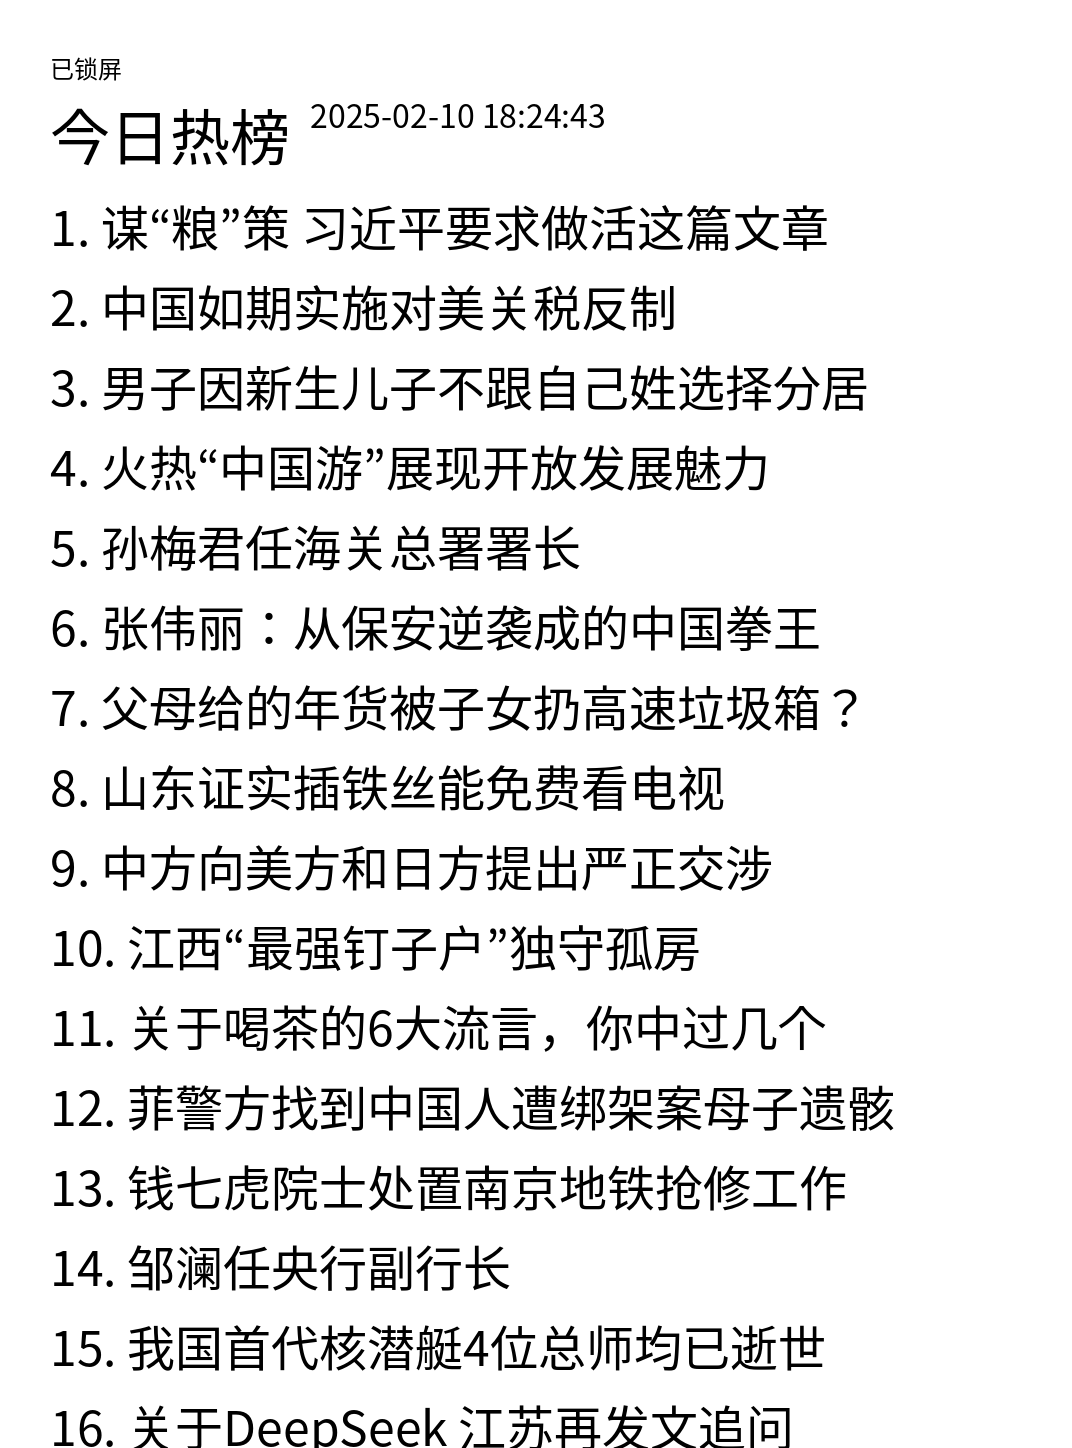 已锁屏
今日热榜 2025-02-10 18:24:43
1. 谋“粮”策 习近平要求做活这篇文章
2. 中国如期实施对美关税反制
3. 男子因新生儿子不跟自己姓选择分居
4. 火热“中国游”展现开放发展魅力
5. 孙梅君任海关总署署长
6. 张伟丽：从保安逆袭成的中国拳王
7. 父母给的年货被子女扔高速垃圾箱？
8. 山东证实插铁丝能免费看电视
9. 中方向美方和日方提出严正交涉
10. 江西“最强钉子户”独守孤房
11. 关于喝茶的6大流言，你中过几个
12. 菲警方找到中国人遭绑架案母子遗骸
13. 钱七虎院士处置南京地铁抢修工作
14. 邹澜任央行副行长
15. 我国首代核潜艇4位总师均已逝世
16. 关于DeepSeek 江苏再发文追问